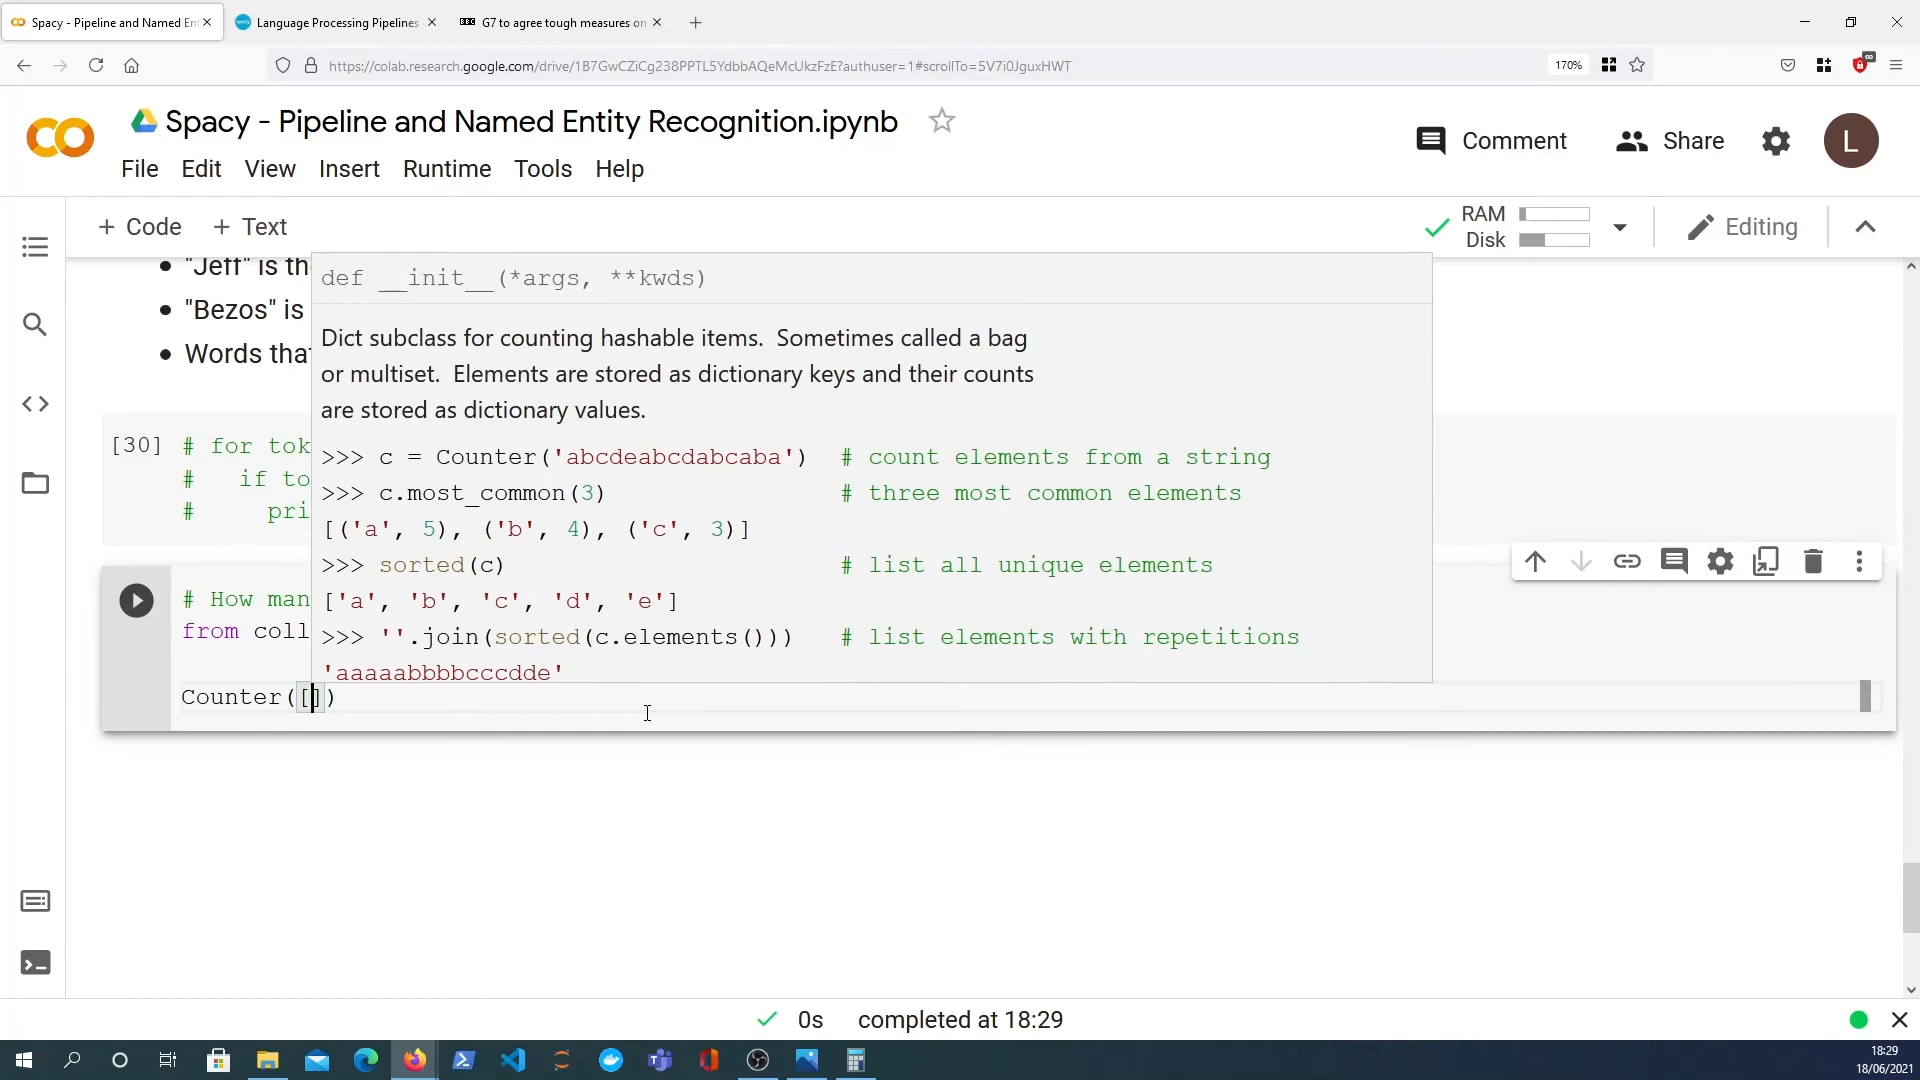 Spacy - Pipeline and Named En
Language Processing Pipelines
BBC G7 to agree tough measures on
https://colab.research.google.com/drive/1B7GwCZiCg238PPTL5YdbbAQeMcUkzFzE?authuser=1#scrollTo=5V7i0JguxHWT
170%
Spacy - Pipeline and Named Entity Recognition.ipynb
File Edit View Insert Runtime Tools Help
Comment
Share
L
+ Code + Text
RAM
Disk
Editing
"Jeff" is th
"Bezos" is
Words that
def __init__(*args, **kwds)
Dict subclass for counting hashable items. Sometimes called a bag
or multiset. Elements are stored as dictionary keys and their counts
are stored as dictionary values.
>>> c = Counter('abcdeabcdabcaba') # count elements from a string
>>> c.most_common(3) # three most common elements
[('a', 5), ('b', 4), ('c', 3)]
>>> sorted(c) # list all unique elements
['a', 'b', 'c', 'd', 'e']
>>> ''.join(sorted(c.elements())) # list elements with repetitions
'aaaaabbbbcccdde'
[30] # for tok
# if to
# pri
# How man
from coll
Counter([])
0s completed at 18:29
18:29
18/06/2021